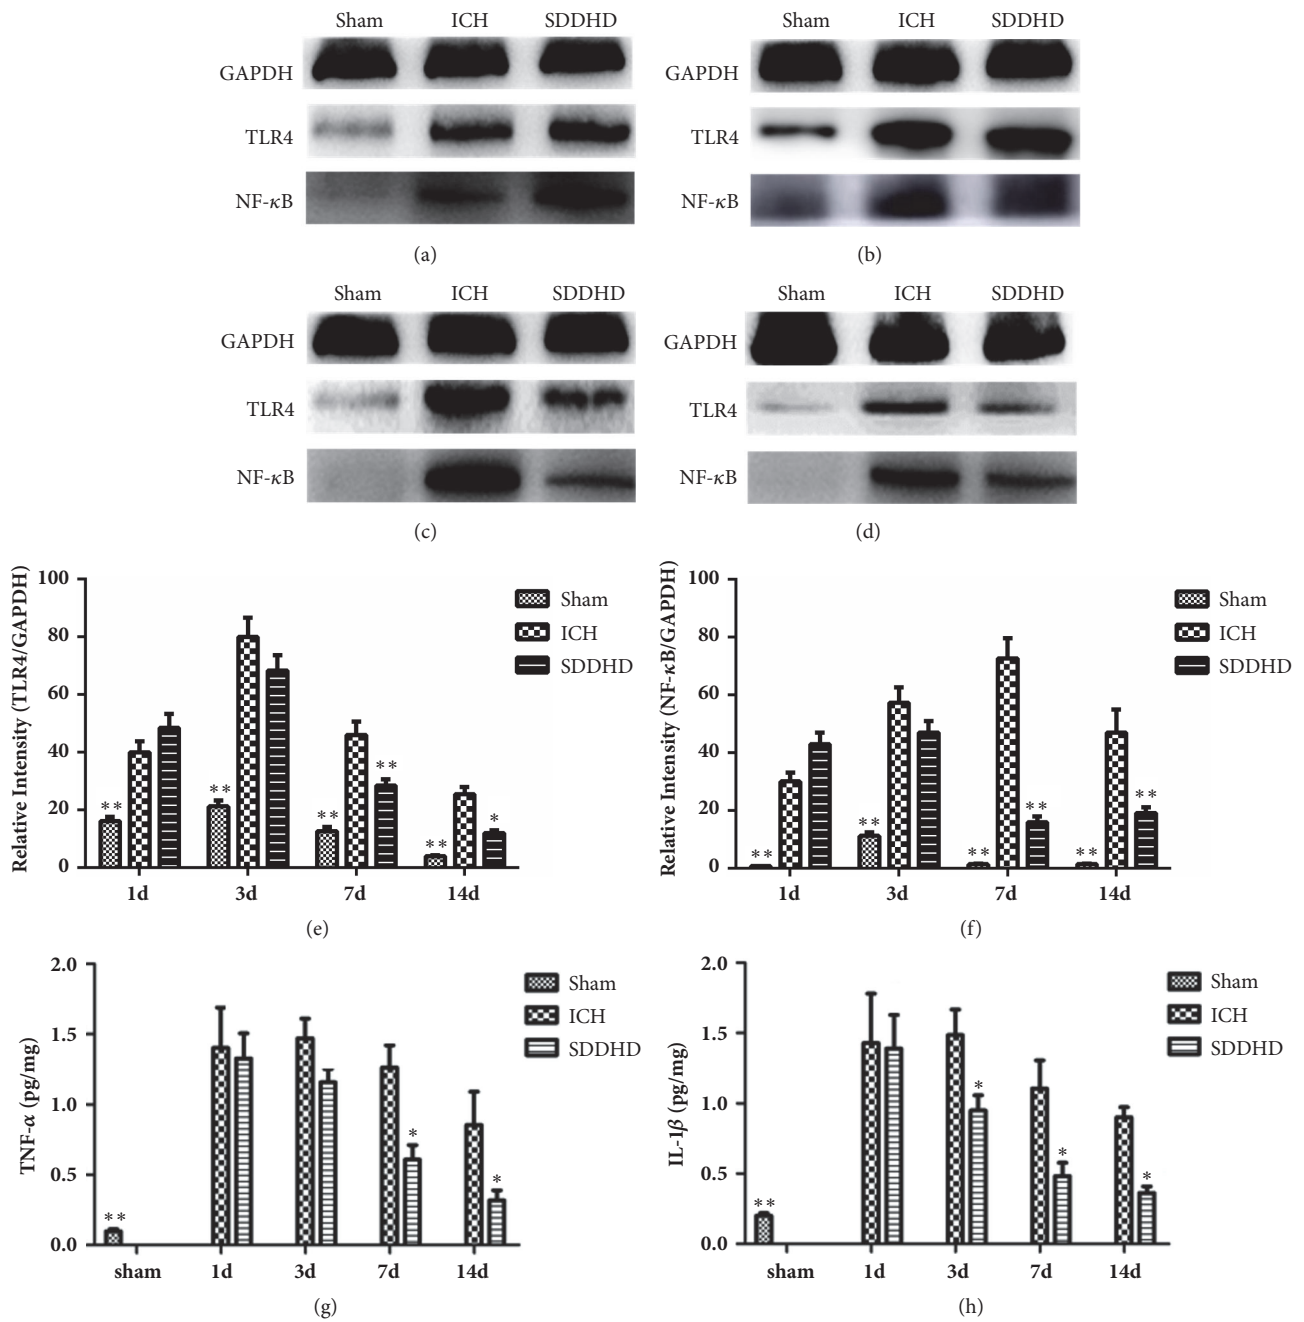 Sham ICH SDDHD
GAPDH
TLR4
NF-κB
(a)
Sham ICH SDDHD
GAPDH
TLR4
NF-κB
(b)
Sham ICH SDDHD
GAPDH
TLR4
NF-κB
(c)
Sham ICH SDDHD
GAPDH
TLR4
NF-κB
(d)
Relative Intensity (TLR4/GAPDH)
100
80
60
40
20
0
** ** ** ** ** *
1d 3d 7d 14d
Sham
ICH
SDDHD
(e)
Relative Intensity (NF-κB/GAPDH)
100
80
60
40
20
0
** ** ** ** ** **
1d 3d 7d 14d
Sham
ICH
SDDHD
(f)
TNF-α (pg/mg)
2.0
1.5
1.0
0.5
0.0
** * *
sham 1d 3d 7d 14d
Sham
ICH
SDDHD
(g)
IL-1β (pg/mg)
2.0
1.5
1.0
0.5
0.0
** * * *
sham 1d 3d 7d 14d
Sham
ICH
SDDHD
(h)